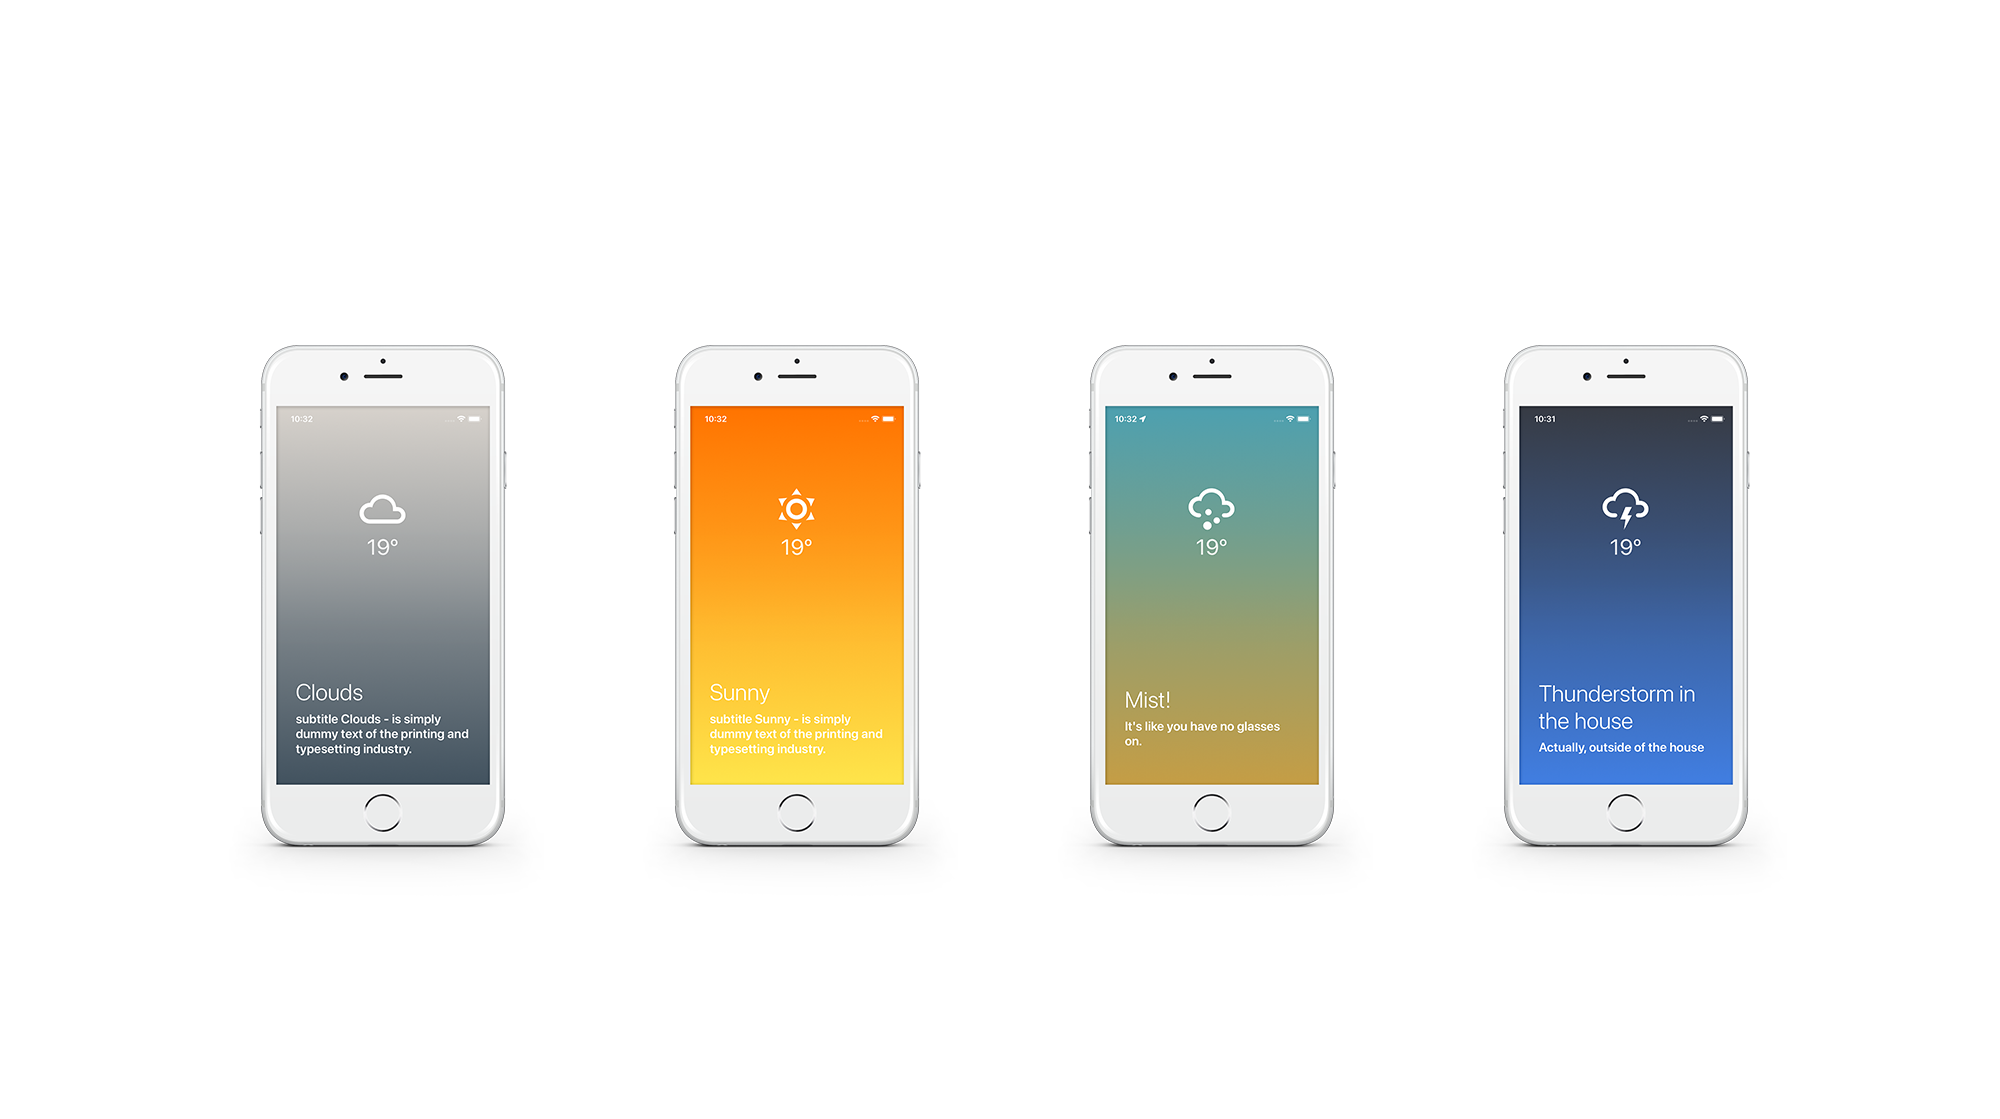 10:32
19°
Clouds
subtitle Clouds - is simply
dummy text of the printing and
typesetting industry.
10:32
19°
Sunny
subtitle Sunny - is simply
dummy text of the printing and
typesetting industry.
10:32
19°
Mist!
It's like you have no glasses
on.
10:31
19°
Thunderstorm in
the house
Actually, outside of the house